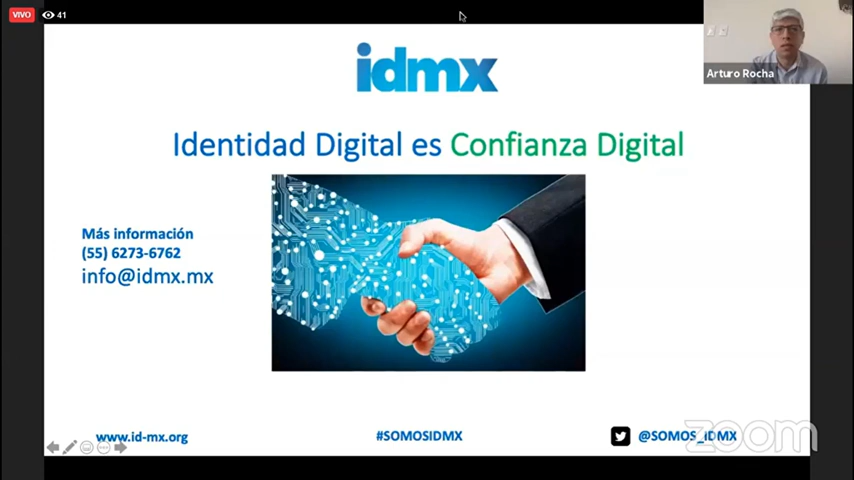 VIVO
41
Arturo Rocha
idmx
Identidad Digital es Confianza Digital
Más información
(55) 6273-6762
info@idmx.mx
www.id-mx.org
#SOMOSIDMX
@SOMOS_IDMX
zoom